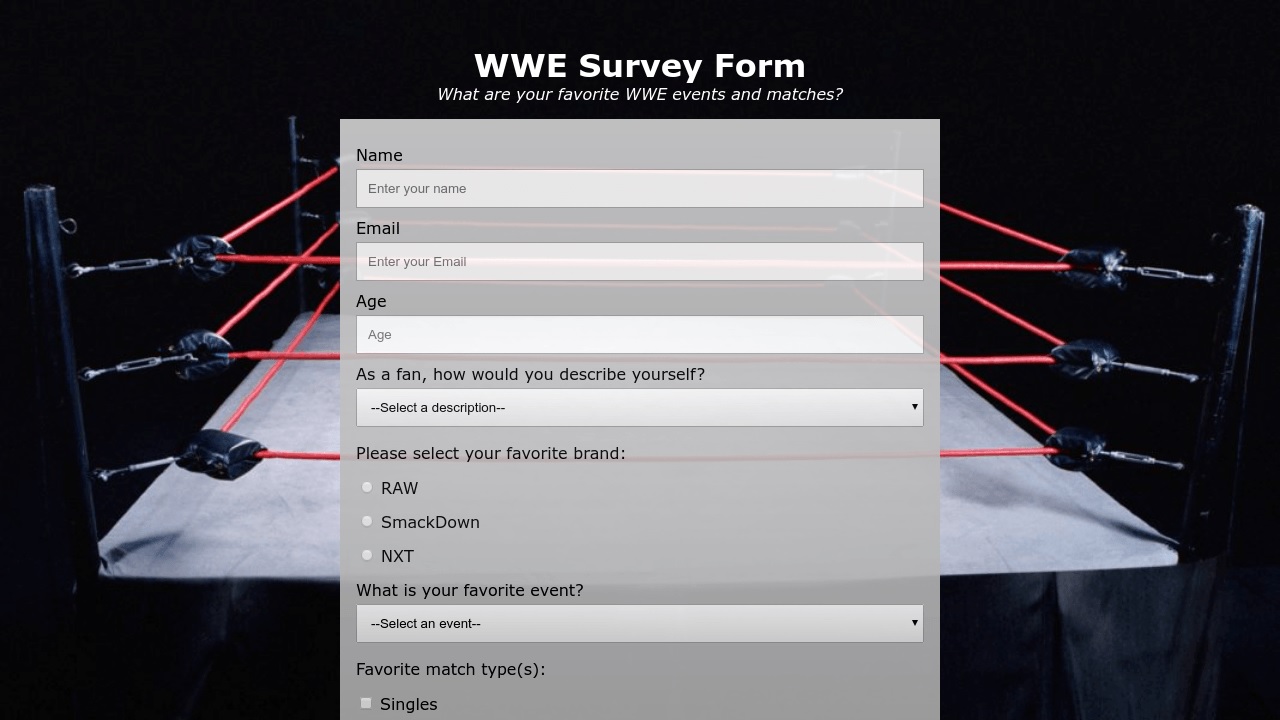 WWE Survey Form
What are your favorite WWE events and matches?
Name
Enter your name
Email
Enter your Email
Age
Age
As a fan, how would you describe yourself?
--Select a description--
Please select your favorite brand:
RAW
SmackDown
NXT
What is your favorite event?
--Select an event--
Favorite match type(s):
Singles